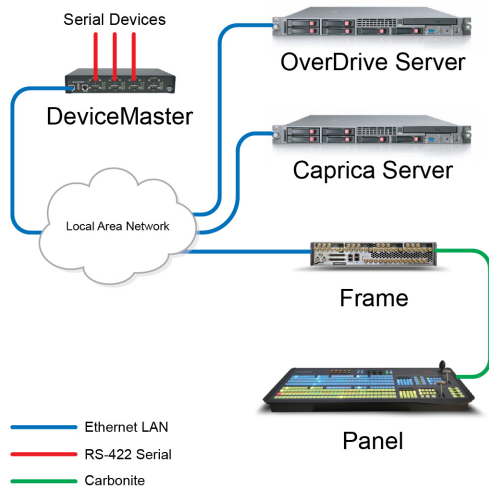 Serial Devices
OverDrive Server
DeviceMaster
Caprica Server
Local Area Network
Frame
Panel
Ethernet LAN
RS-422 Serial
Carbonite